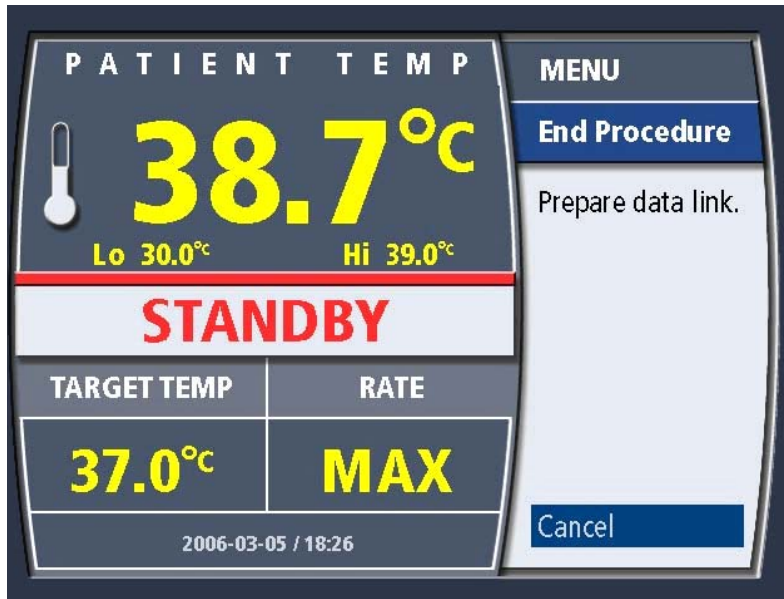 PATIENT TEMP
38.7°C
Lo 30.0°C Hi 39.0°C
STANDBY
TARGET TEMP RATE
37.0°C MAX
2006-03-05 / 18:26
MENU
End Procedure
Prepare data link.
Cancel